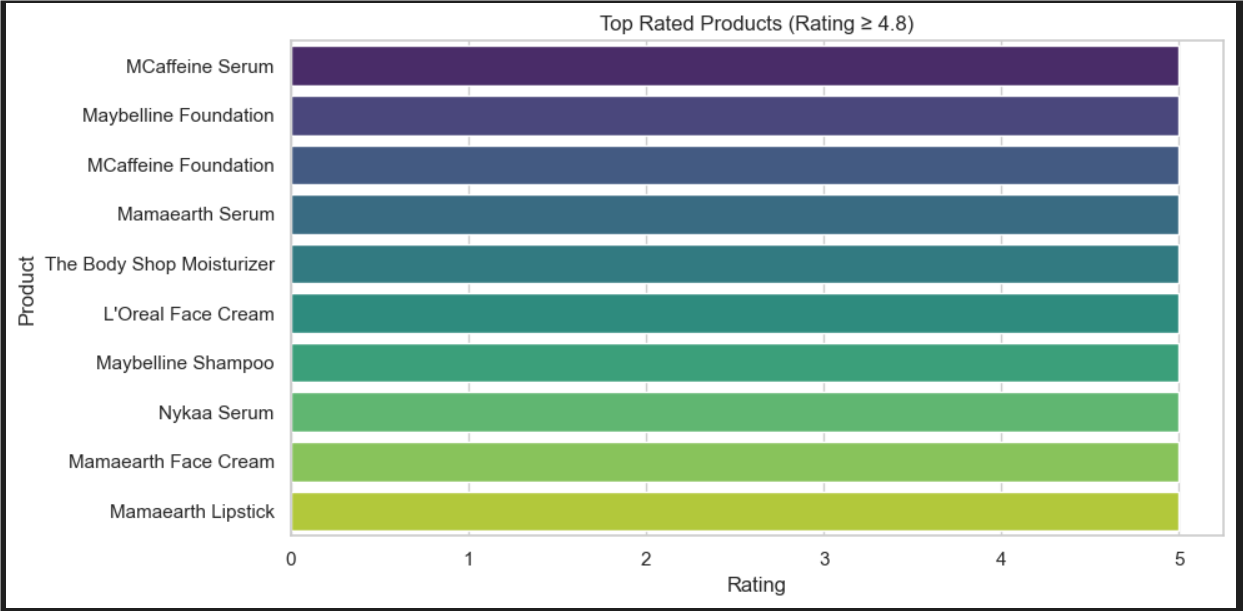 Top Rated Products (Rating ≥ 4.8)
Product
MCaffeine Serum
Maybelline Foundation
MCaffeine Foundation
Mamaearth Serum
The Body Shop Moisturizer
L'Oreal Face Cream
Maybelline Shampoo
Nykaa Serum
Mamaearth Face Cream
Mamaearth Lipstick
0 1 2 3 4 5
Rating